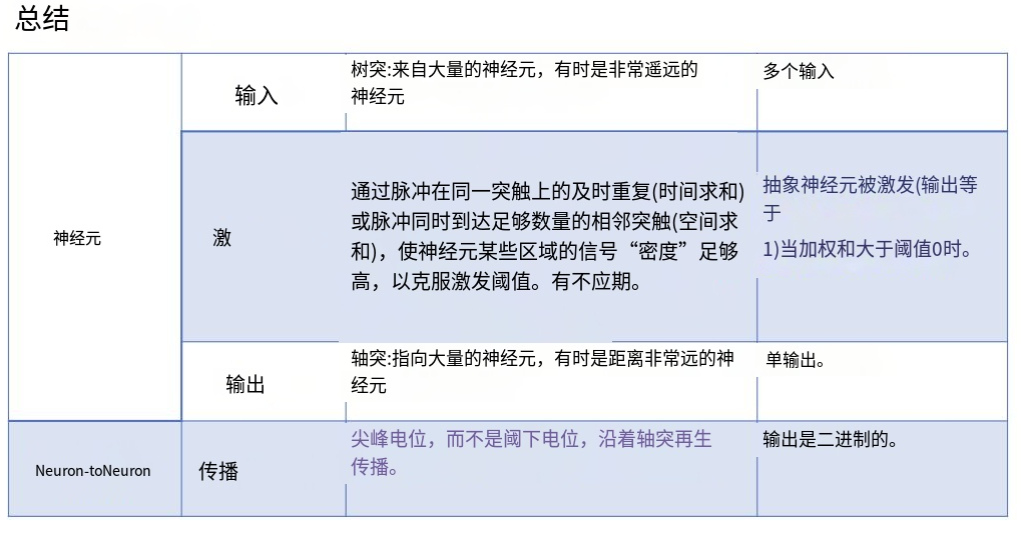 总结
输入
树突:来自大量的神经元，有时是非常遥远的
神经元
多个输入
神经元
激
通过脉冲在同一突触上的及时重复(时间求和)
或脉冲同时到达足够数量的相邻突触(空间求
和)，使神经元某些区域的信号“密度”足够
高，以克服激发阈值。有不应期。
抽象神经元被激发(输出等
于
1)当加权和大于阈值0时。
输出
轴突:指向大量的神经元，有时是距离非常远的神
经元
单输出。
Neuron-toNeuron
传播
尖峰电位，而不是阈下电位，沿着轴突再生
传播。
输出是二进制的。